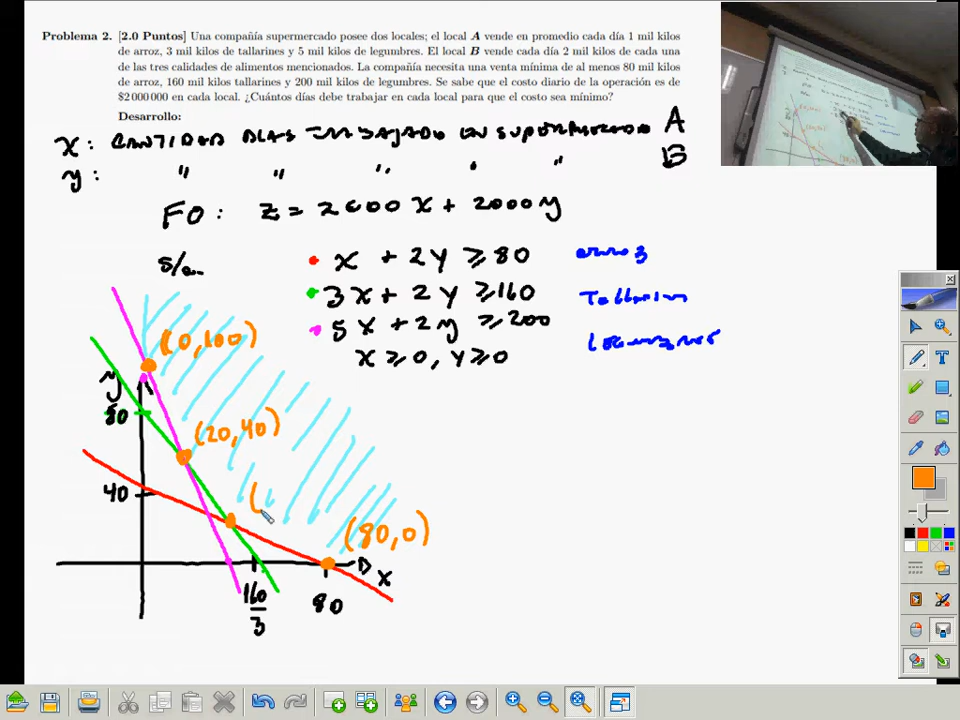 Problema 2. [2.0 Puntos] Una compañía supermercado posee dos locales; el local A vende en promedio cada día 1 mil kilos
de arroz, 3 mil kilos de tallarines y 5 mil kilos de legumbres. El local B vende cada día 2 mil kilos de cada una
de las tres calidades de alimentos mencionados. La compañía necesita una venta mínima de al menos 80 mil kilos
de arroz, 160 mil kilos tallarines y 200 mil kilos de legumbres. Se sabe que el costo diario de la operación es de
$2 000 000 en cada local. ¿Cuántos días debe trabajar en cada local para que el costo sea mínimo?
Desarrollo:
x: CANTIDAD DIAS TRABAJADO EN SUPERMERCADO A
y: " " " " " B
FO: Z = 2000x + 2000y
S/a
x + 2y ≥ 80
3x + 2y ≥ 160 Tallarin
5x + 2y ≥ 200
x ≥ 0, y ≥ 0
(0,100)
y
80
(20,40)
40
(
(80,0)
x
160
3
80